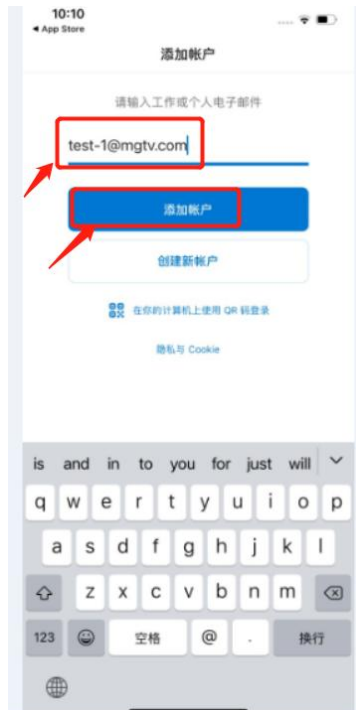 10:10
◀ App Store
添加帐户
请输入工作或个人电子邮件
test-1@mgtv.com
添加帐户
创建新帐户
在你的计算机上使用 QR 码登录
隐私与 Cookie
is and in to you for just will
q w e r t y u i o p
a s d f g h j k l
z x c v b n m
123 空格 @ . 换行